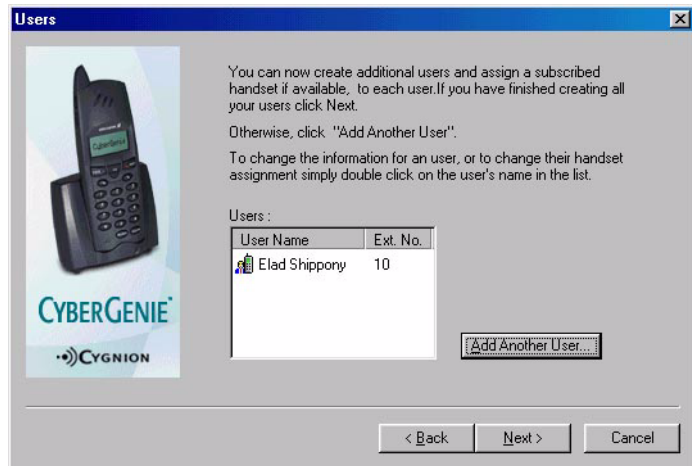 Users
You can now create additional users and assign a subscribed
handset if available,  to each user.If you have finished creating all
your users click Next.
Otherwise, click  "Add Another User".
To change the information for an user, or to change their handset
assignment simply double click on the user's name in the list.
Users :
User Name Ext. No.
Elad Shippony 10
Add Another User...
CyberGenie
CYBERGENIE
CYGNION
< Back Next > Cancel